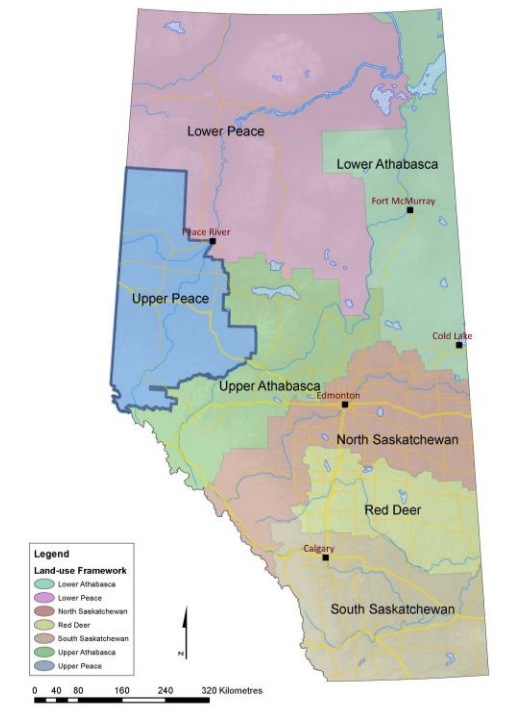 Lower Peace
Lower Athabasca
Fort McMurray
Peace River
Upper Peace
Cold Lake
Upper Athabasca
Edmonton
North Saskatchewan
Red Deer
Calgary
South Saskatchewan
Legend
Land-use Framework
Lower Athabasca
Lower Peace
North Saskatchewan
Red Deer
South Saskatchewan
Upper Athabasca
Upper Peace
N
0 40 80 160 240 320 Kilometres